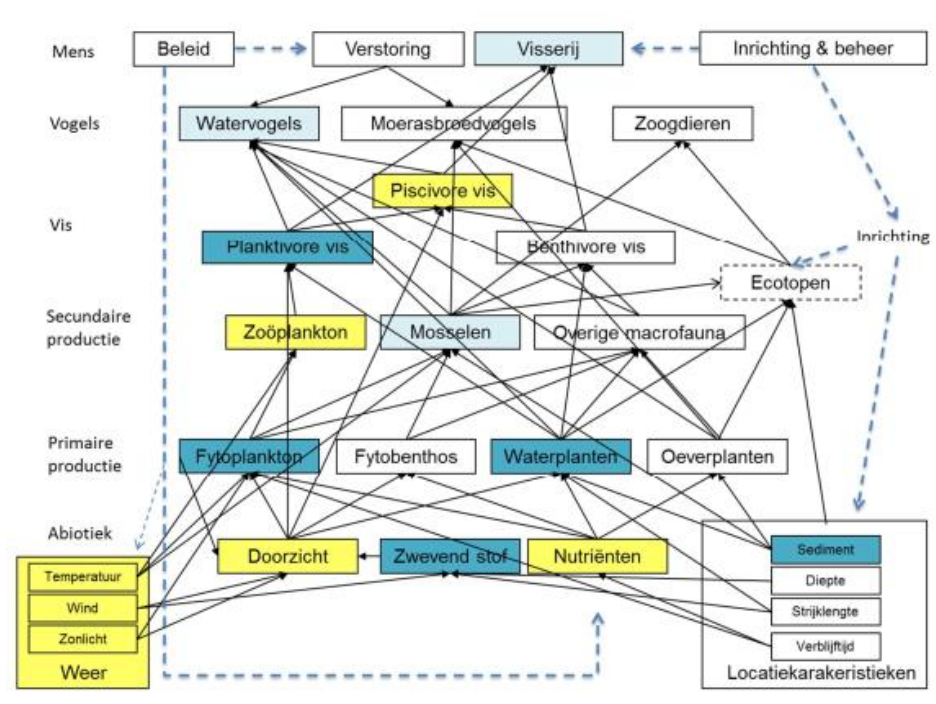 Mens
Beleid
Verstoring
Visserij
Inrichting & beheer
Vogels
Watervogels
Moerasbroedvogels
Zoogdieren
Piscivore vis
Vis
Planktivore vis
Benthivore vis
Inrichting
Ecotopen
Secundaire
productie
Zoöplankton
Mosselen
Overige macrofauna
Primaire
productie
Fytoplankton
Fytobenthos
Waterplanten
Oeverplanten
Abiotiek
Doorzicht
Zwevend stof
Nutriënten
Temperatuur
Wind
Zonlicht
Weer
Sediment
Diepte
Strijklengte
Verblijftijd
Locatiekarakeristieken